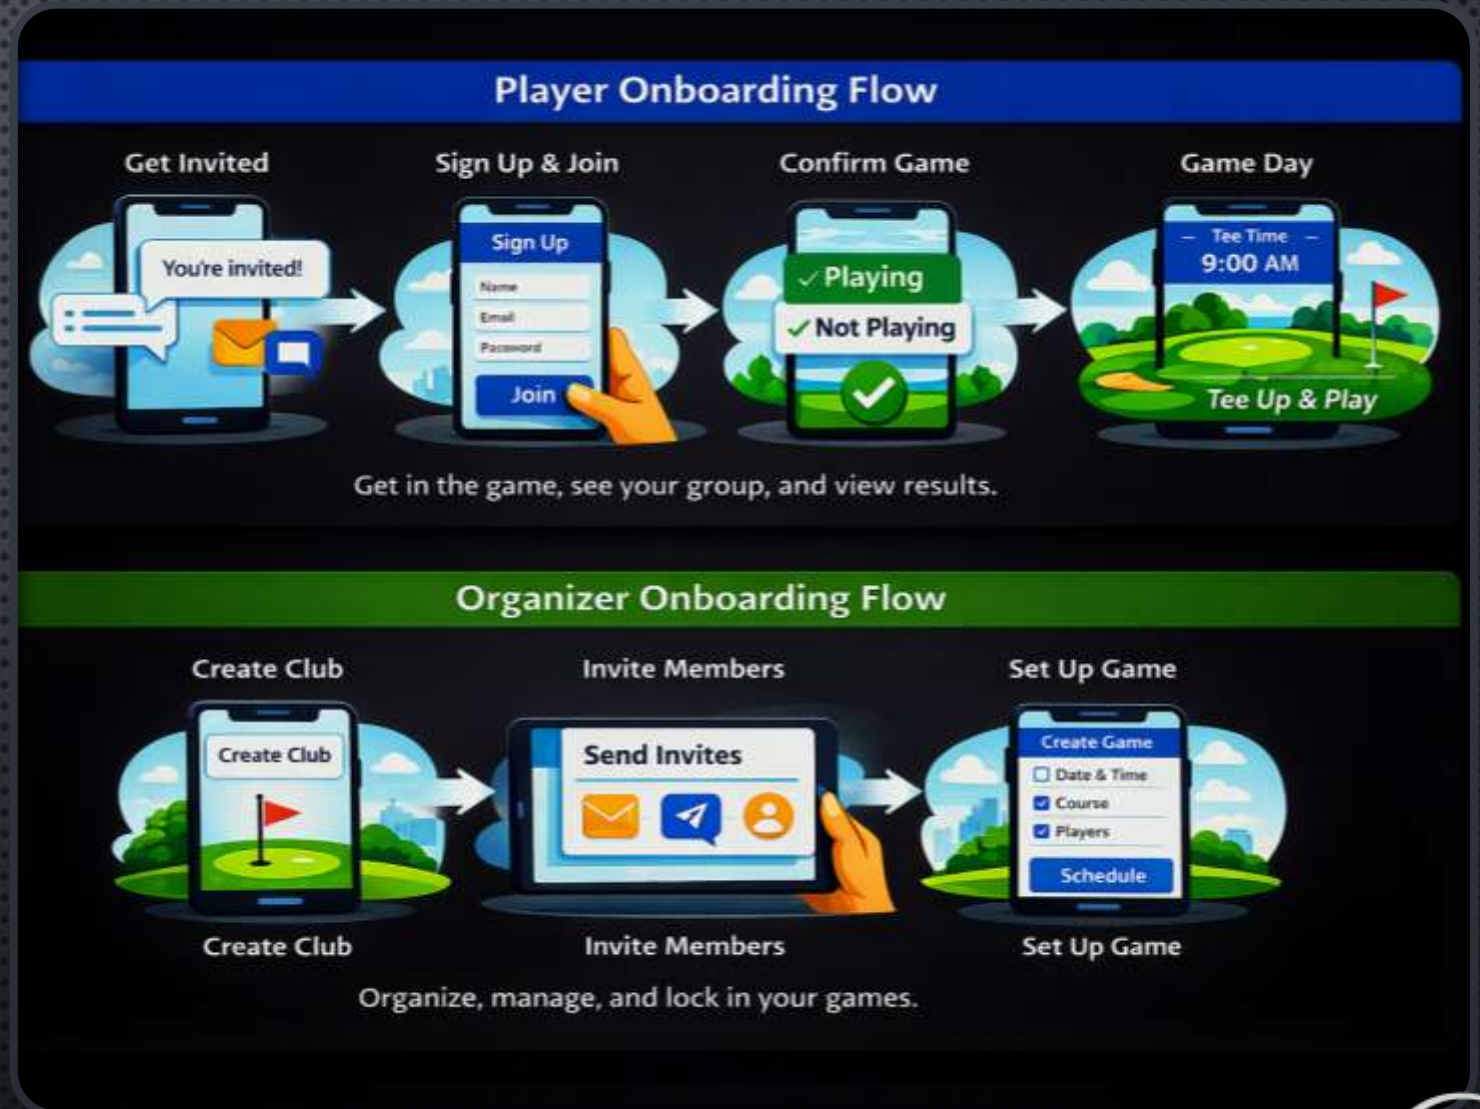 Player Onboarding Flow
Get Invited
Sign Up & Join
Confirm Game
Game Day
You're invited!
Sign Up
Name
Email
Password
Join
✓ Playing
✓ Not Playing
– Tee Time –
9:00 AM
Tee Up & Play
Get in the game, see your group, and view results.
Organizer Onboarding Flow
Create Club
Invite Members
Set Up Game
Create Club
Send Invites
Create Game
Date & Time
Course
Players
Schedule
Create Club
Invite Members
Set Up Game
Organize, manage, and lock in your games.